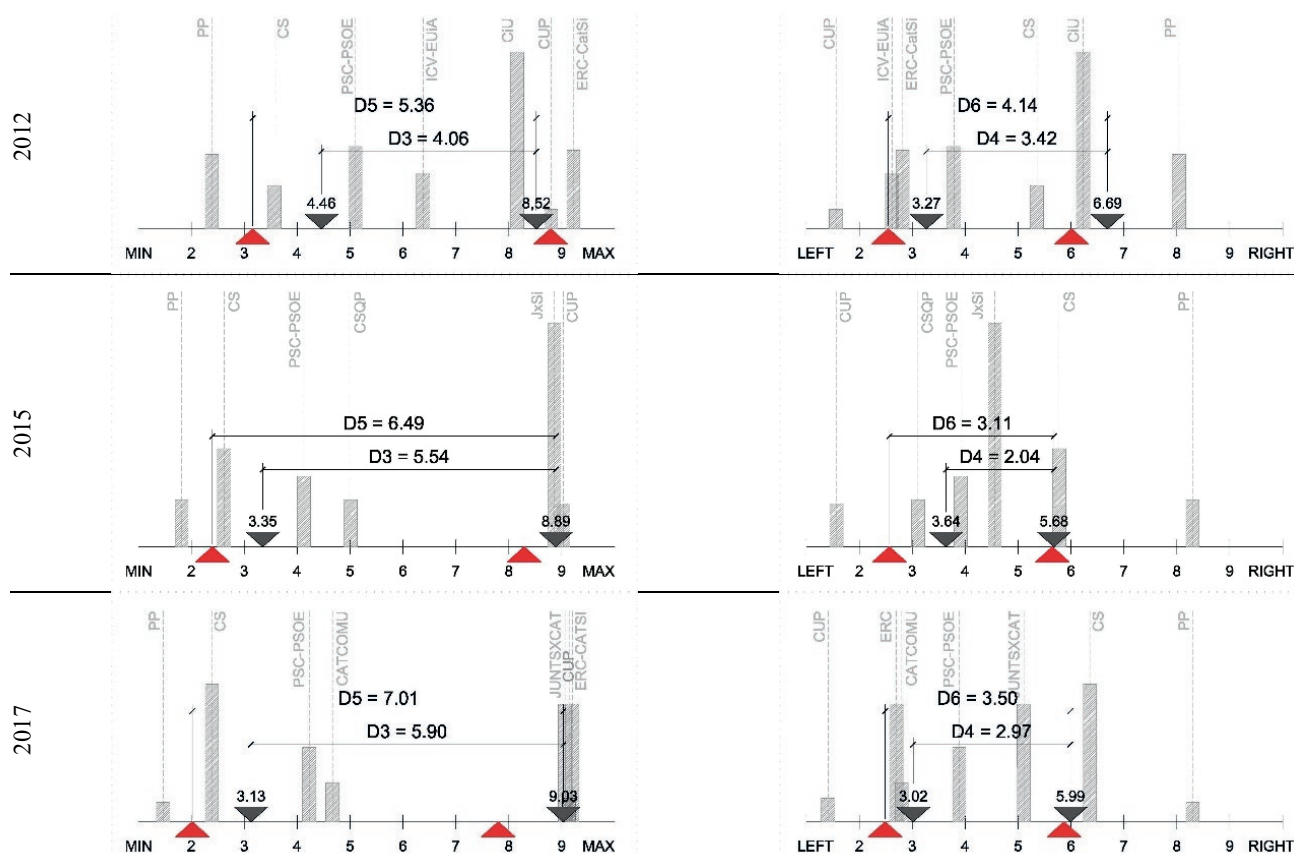 2012
PP
CS
PSC-PSOE
ICV-EUiA
CiU
CUP
ERC-CatSi
D5 = 5.36
D3 = 4.06
4.46
8,52
MIN 2 3 4 5 6 7 8 9 MAX
CUP
ICV-EUiA
ERC-CatSi
PSC-PSOE
CS
CiU
PP
D6 = 4.14
D4 = 3.42
3.27
6.69
LEFT 2 3 4 5 6 7 8 9 RIGHT
2015
PP
CS
PSC-PSOE
CSQP
JxSi
CUP
D5 = 6.49
D3 = 5.54
3.35
8.89
MIN 2 3 4 5 6 7 8 9 MAX
CUP
CSQP
PSC-PSOE
JxSi
CS
PP
D6 = 3.11
D4 = 2.04
3.64
5.68
LEFT 2 3 4 5 6 7 8 9 RIGHT
2017
PP
CS
PSC-PSOE
CATCOMU
JUNTSXCAT
CUP
ERC-CATSI
D5 = 7.01
D3 = 5.90
3.13
9.03
MIN 2 3 4 5 6 7 8 9 MAX
CUP
ERC
CATCOMU
PSC-PSOE
JUNTSXCAT
CS
PP
D6 = 3.50
D4 = 2.97
3.02
5.99
LEFT 2 3 4 5 6 7 8 9 RIGHT